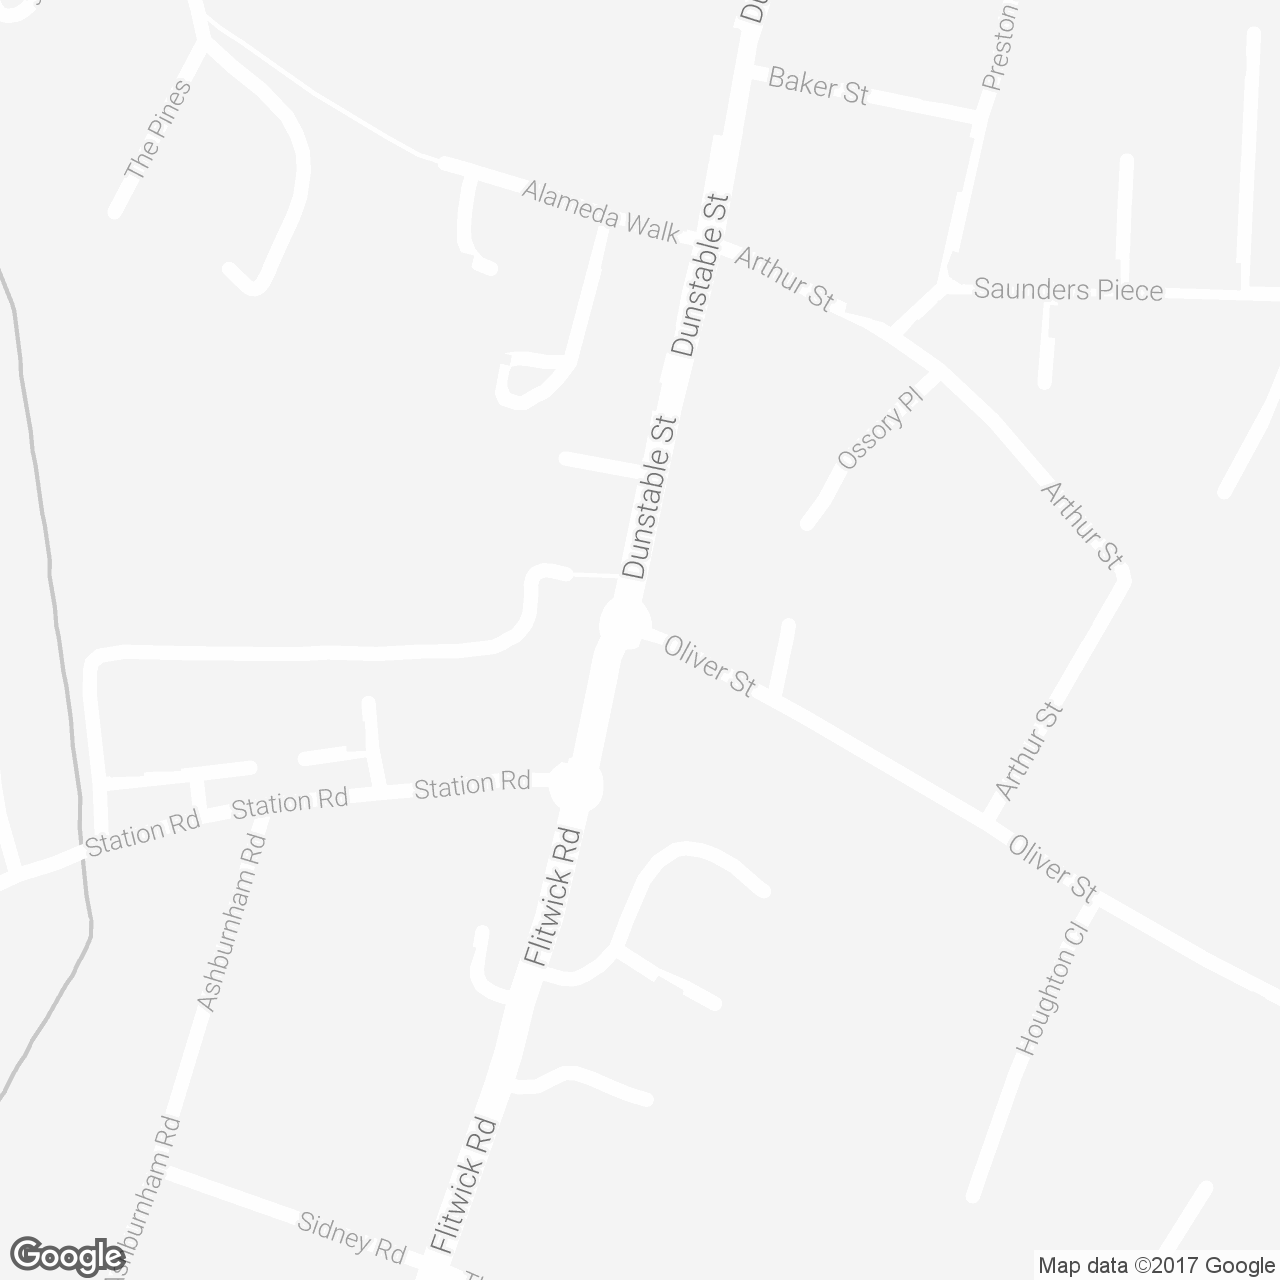 Baker St
Preston
The Pines
Alameda Walk
Dunstable St
Arthur St
Saunders Piece
Ossory Pl
Dunstable St
Arthur St
Oliver St
Arthur St
Station Rd
Station Rd
Station Rd
Oliver St
Flitwick Rd
Ashburnham Rd
Houghton Cl
Flitwick Rd
Ashburnham Rd
Sidney Rd
Google
Map data ©2017 Google